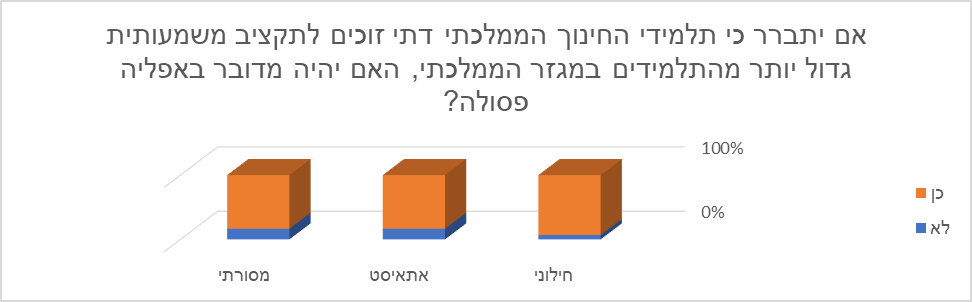 אם יתברר כי תלמידי החינוך הממלכתי דתי זוכים לתקציב משמעותית
גדול יותר מהתלמידים במגזר הממלכתי, האם יהיה מדובר באפליה
פסולה?
100%
0%
כן
לא
חילוני
אתאיסט
מסורתי